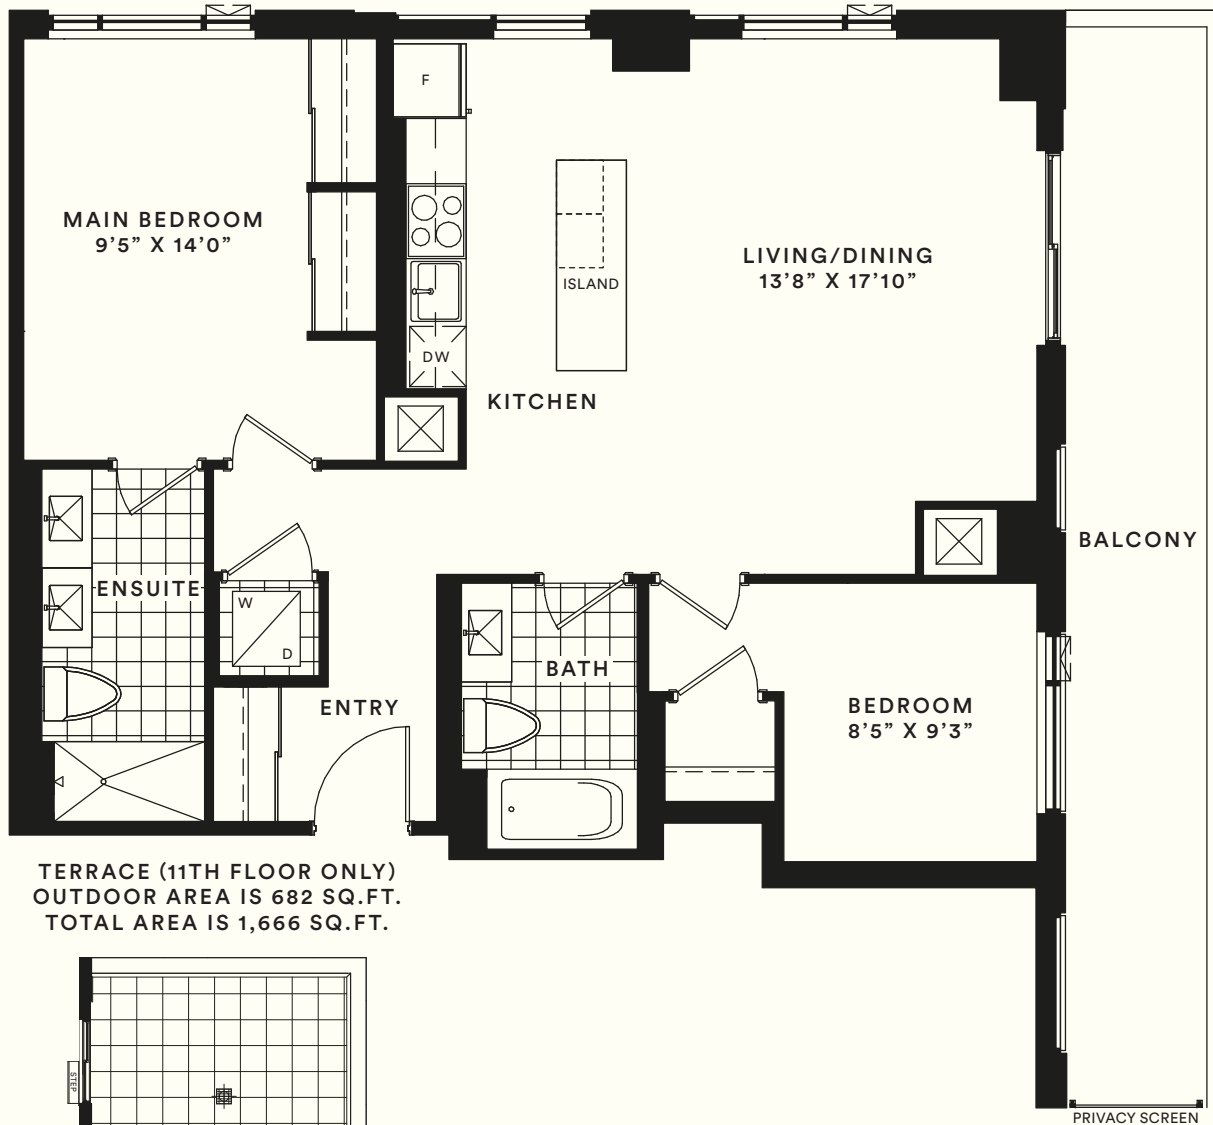 F
MAIN BEDROOM
9’5” X 14’0”
LIVING/DINING
13’8” X 17’10”
ISLAND
DW
KITCHEN
BALCONY
ENSUITE
W
D
BATH
ENTRY
BEDROOM
8’5” X 9’3”
TERRACE (11TH FLOOR ONLY)
OUTDOOR AREA IS 682 SQ.FT.
TOTAL AREA IS 1,666 SQ.FT.
STEP
PRIVACY SCREEN